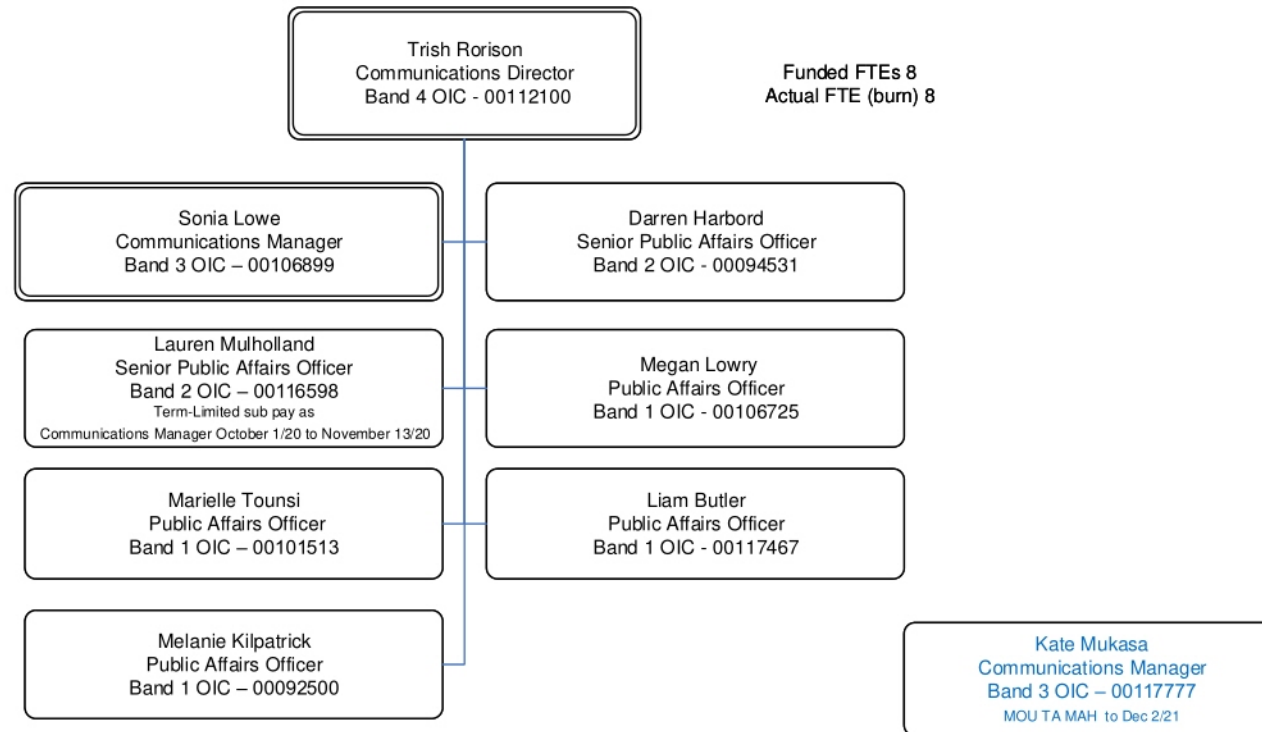 Trish Rorison
Communications Director
Band 4 OIC - 00112100
Funded FTEs 8
Actual FTE (burn) 8
Sonia Lowe
Communications Manager
Band 3 OIC – 00106899
Darren Harbord
Senior Public Affairs Officer
Band 2 OIC - 00094531
Lauren Mulholland
Senior Public Affairs Officer
Band 2 OIC – 00116598
Term-Limited sub pay as
Communications Manager October 1/20 to November 13/20
Megan Lowry
Public Affairs Officer
Band 1 OIC - 00106725
Marielle Tounsi
Public Affairs Officer
Band 1 OIC – 00101513
Liam Butler
Public Affairs Officer
Band 1 OIC - 00117467
Melanie Kilpatrick
Public Affairs Officer
Band 1 OIC – 00092500
Kate Mukasa
Communications Manager
Band 3 OIC – 00117777
MOU TA MAH to Dec 2/21